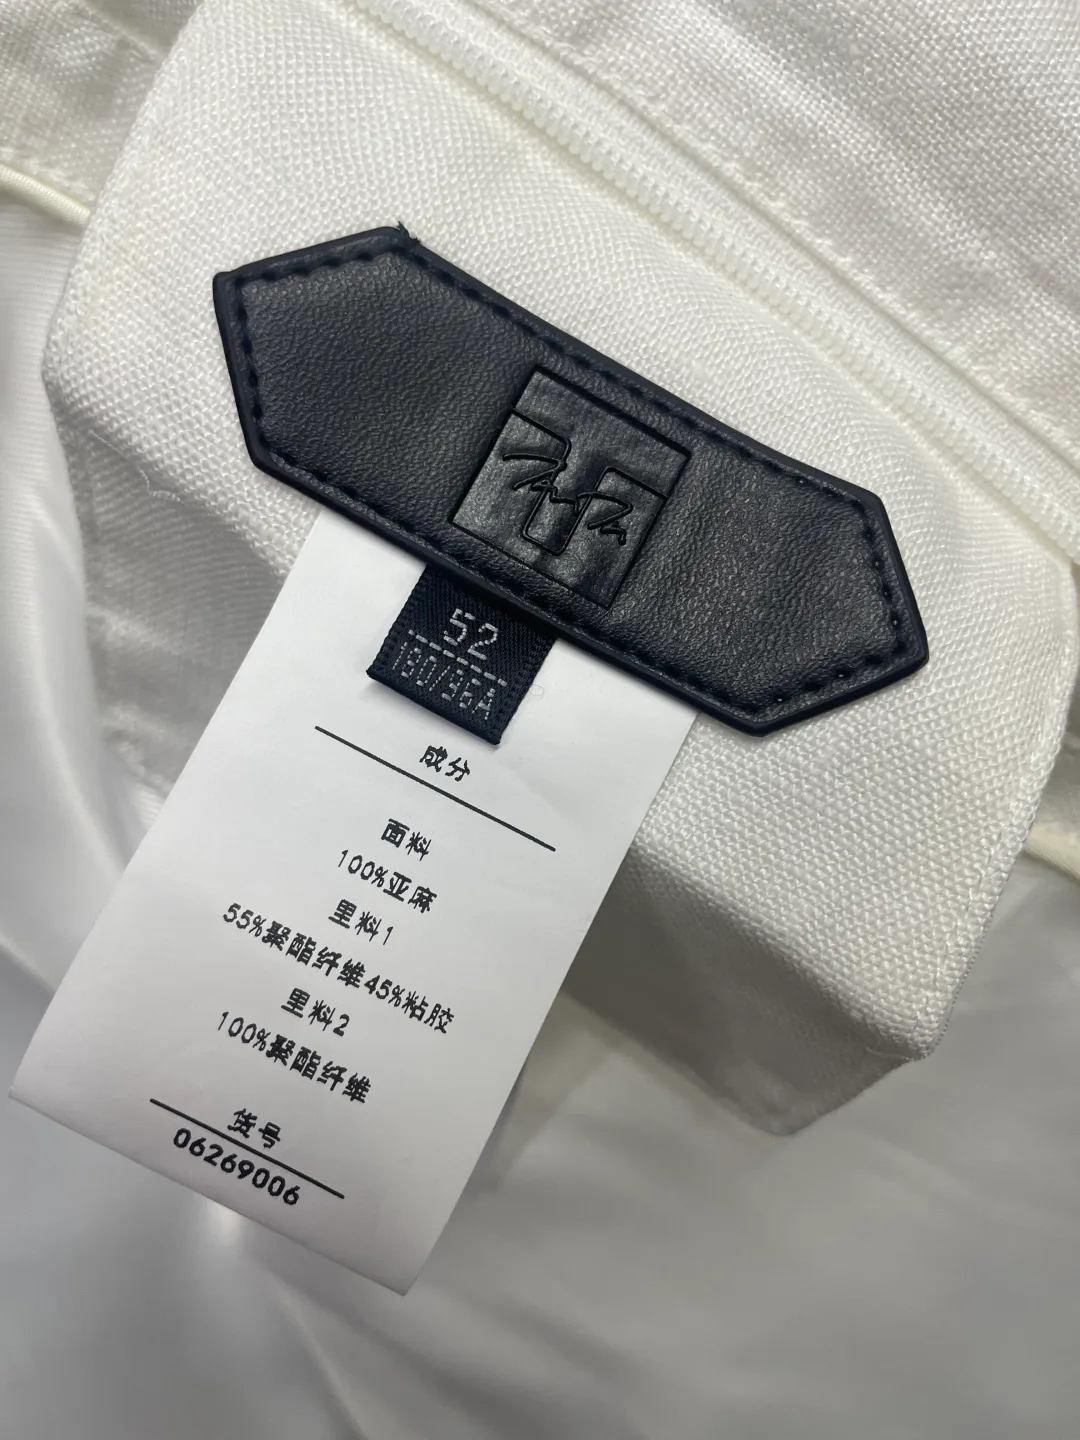 52
180/96A
成分
面料
100%亚麻
里料1
55%聚酯纤维45%粘胶
里料2
100%聚酯纤维
货号
06269006